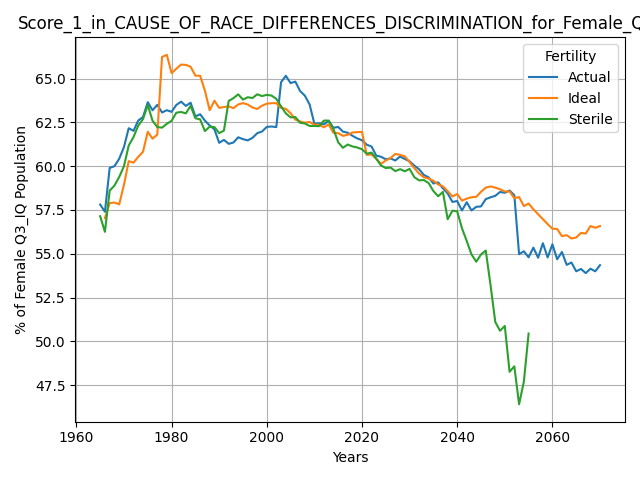 Score_1_in_CAUSE_OF_RACE_DIFFERENCES_DISCRIMINATION_for_Female_Q
Fertility
Actual
Ideal
Sterile
% of Female Q3_IQ Population
65.0
62.5
60.0
57.5
55.0
52.5
50.0
47.5
1960
1980
2000
2020
2040
2060
Years